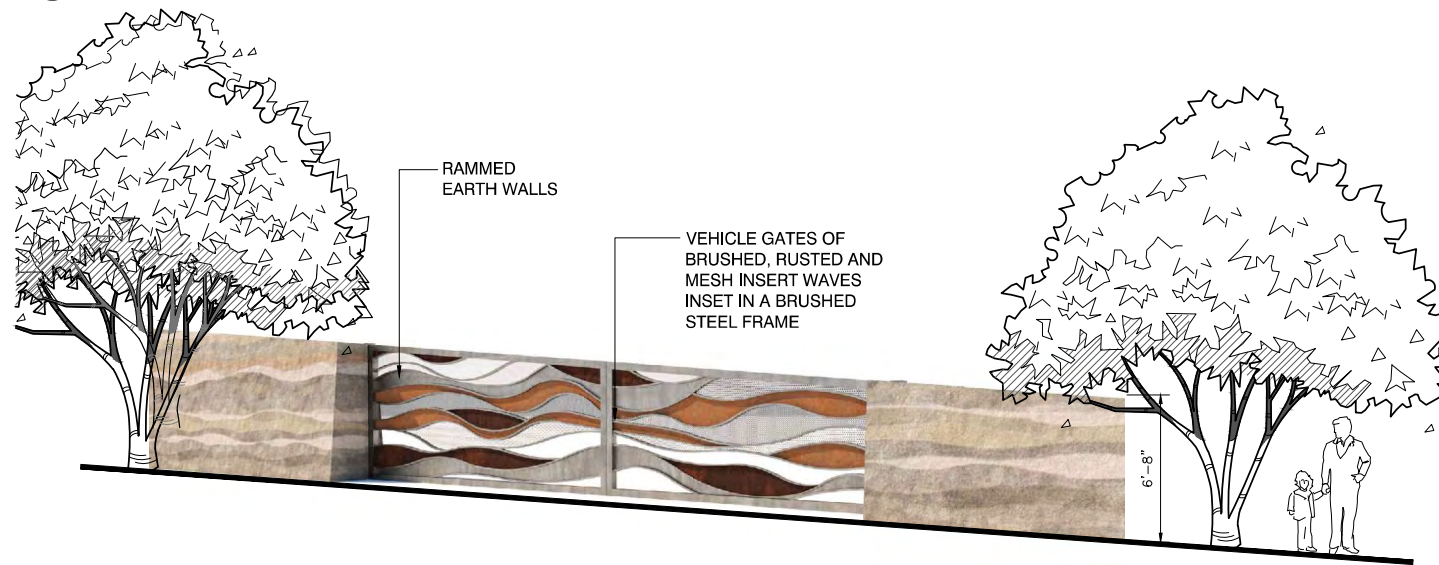 RAMMED
EARTH WALLS
VEHICLE GATES OF
BRUSHED, RUSTED AND
MESH INSERT WAVES
INSET IN A BRUSHED
STEEL FRAME
6'-8"